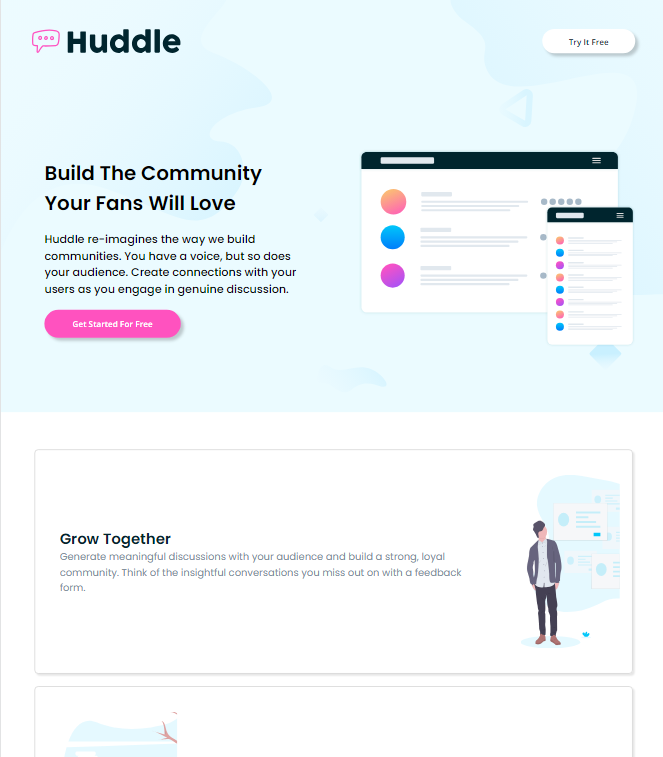 Huddle
Try It Free
Build The Community
Your Fans Will Love
Huddle re-imagines the way we build
communities. You have a voice, but so does
your audience. Create connections with your
users as you engage in genuine discussion.
Get Started For Free
Grow Together
Generate meaningful discussions with your audience and build a strong, loyal
community. Think of the insightful conversations you miss out on with a feedback
form.